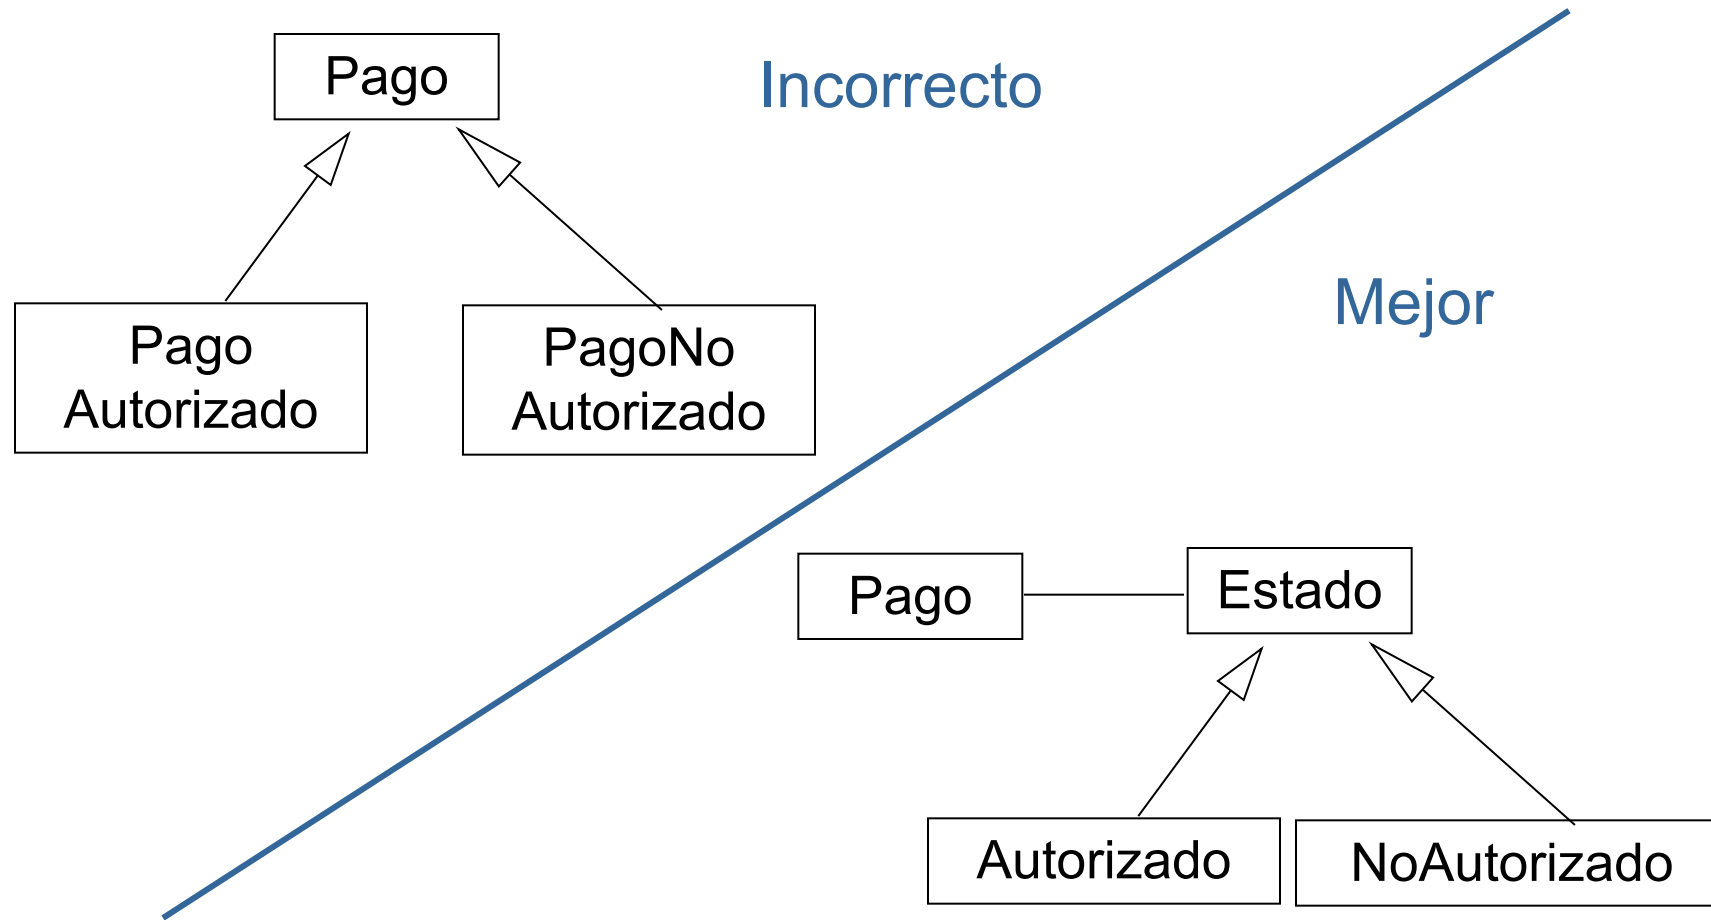 Pago
Incorrecto
Pago
Autorizado
PagoNo
Autorizado
Mejor
Pago
Estado
Autorizado
NoAutorizado